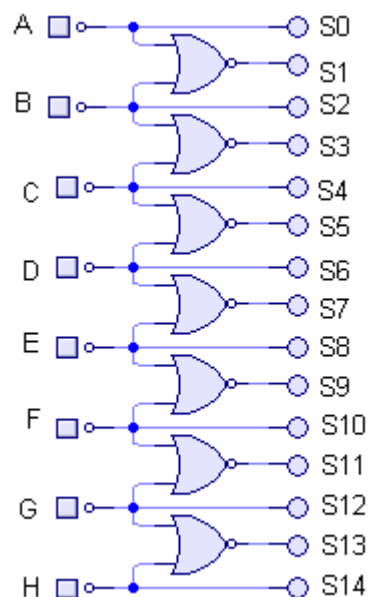 A S0
S1
B S2
S3
C S4
S5
D S6
S7
E S8
S9
F S10
S11
G S12
S13
H S14